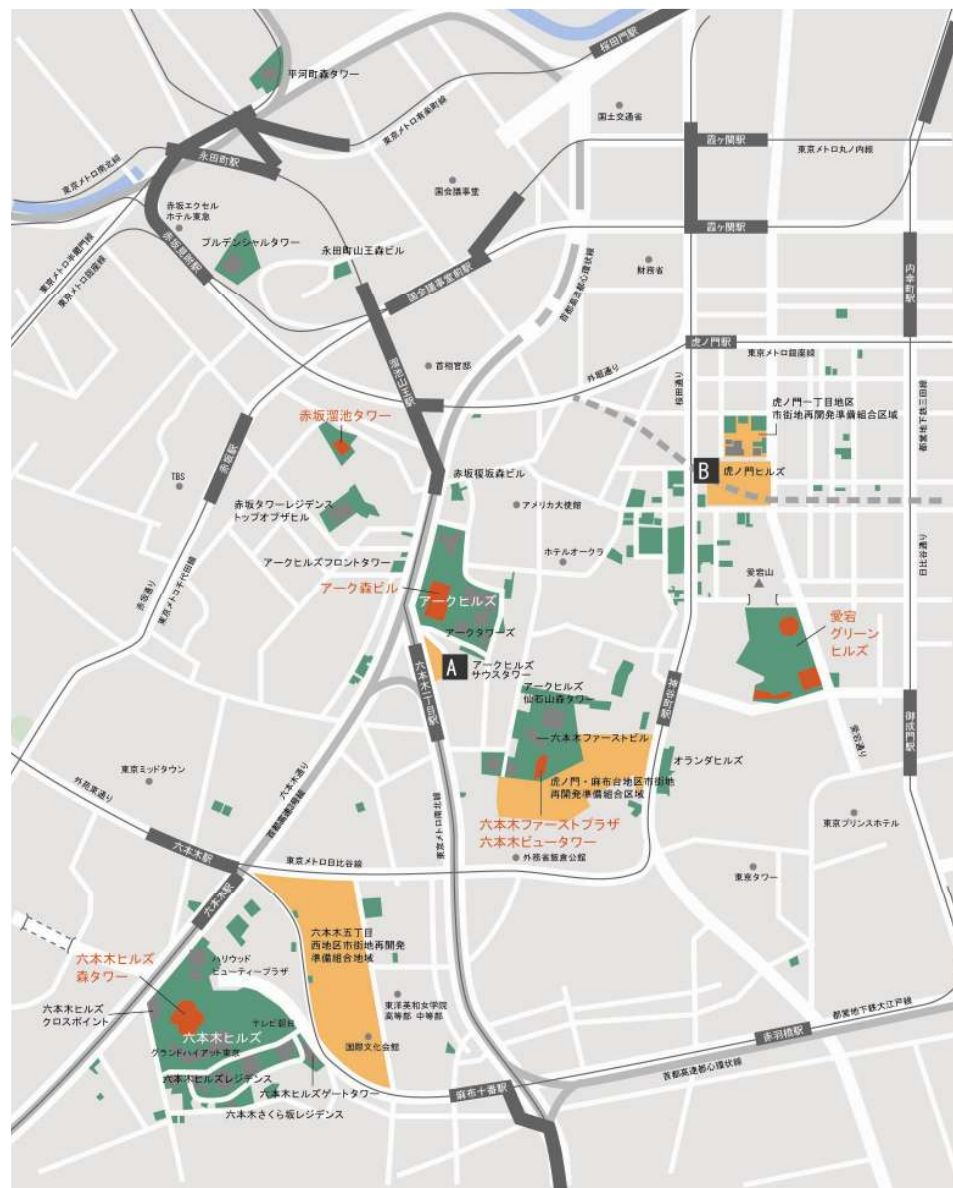 平河町森タワー
桜田門駅
東京メトロ有楽町線
国土交通省
霞ヶ関駅
東京メトロ丸ノ内線
東京メトロ南北線
永田町駅
国会議事堂
赤坂エクセル
ホテル東急
プルデンシャルタワー
永田町山王森ビル
霞ヶ関駅
赤坂見附駅
東京メトロ半蔵門線
東京メトロ銀座線
国会議事堂前駅
首都高速都心環状線
財務省
内幸町駅
虎ノ門駅
東京メトロ銀座線
首相官邸
溜池山王駅
外堀通り
桜田通り
都営地下鉄三田線
虎ノ門一丁目地区
市街地再開発準備組合区域
赤坂溜池タワー
赤坂駅
TBS
赤坂榎坂森ビル
B
虎ノ門ヒルズ
赤坂タワーレジデンス
トップオブザヒル
アメリカ大使館
ホテルオークラ
日比谷通り
アークヒルズフロントタワー
愛宕山
アーク森ビル
アークヒルズ
赤坂通り
東京メトロ千代田線
愛宕
グリーン
ヒルズ
アークタワーズ
A
アークヒルズ
サウスタワー
六本木一丁目駅
アークヒルズ
仙石山森タワー
神谷町駅
御成門駅
六本木ファーストビル
愛宕通り
オランダヒルズ
東京ミッドタウン
外苑東通り
六本木通り
首都高速3号線
東京メトロ南北線
虎ノ門・麻布台地区市街地
再開発準備組合区域
六本木ファーストプラザ
六本木ビュータワー
東京プリンスホテル
六本木駅
東京メトロ日比谷線
外務省飯倉公館
東京タワー
六本木駅
六本木五丁目
西地区市街地再開発
準備組合地域
六本木ヒルズ
森タワー
ハリウッド
ビューティープラザ
六本木ヒルズ
クロスポイント
東洋英和女学院
高等部 中等部
テレビ朝日
六本木ヒルズ
グランドハイアット東京
国際文化会館
都営地下鉄大江戸線
赤羽橋駅
首都高速都心環状線
六本木ヒルズレジデンス
六本木ヒルズゲートタワー
麻布十番駅
六本木さくら坂レジデンス